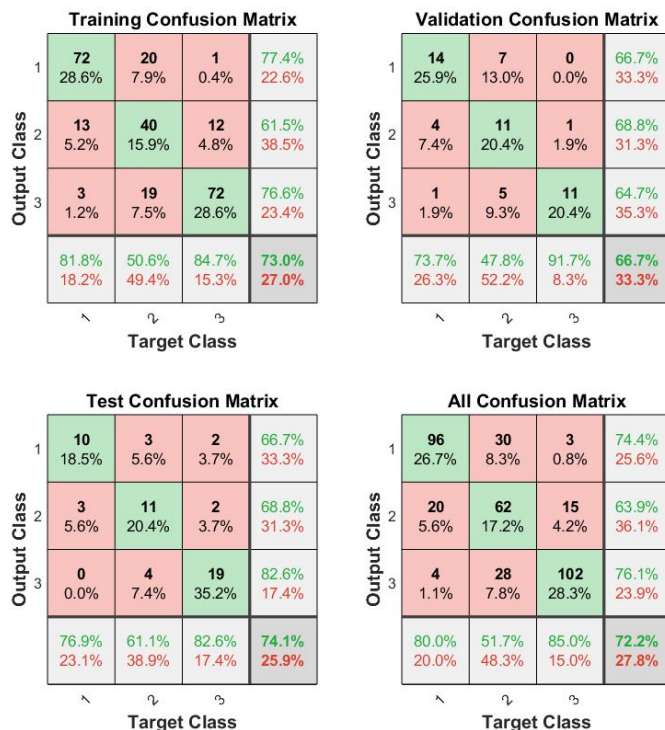 Training Confusion Matrix
1 72 20 1 77.4%
28.6% 7.9% 0.4% 22.6%
2 13 40 12 61.5%
5.2% 15.9% 4.8% 38.5%
3 3 19 72 76.6%
1.2% 7.5% 28.6% 23.4%
81.8% 50.6% 84.7% 73.0%
18.2% 49.4% 15.3% 27.0%
1 2 3
Target Class
Output Class
Validation Confusion Matrix
1 14 7 0 66.7%
25.9% 13.0% 0.0% 33.3%
2 4 11 1 68.8%
7.4% 20.4% 1.9% 31.3%
3 1 5 11 64.7%
1.9% 9.3% 20.4% 35.3%
73.7% 47.8% 91.7% 66.7%
26.3% 52.2% 8.3% 33.3%
1 2 3
Target Class
Output Class
Test Confusion Matrix
1 10 3 2 66.7%
18.5% 5.6% 3.7% 33.3%
2 3 11 2 68.8%
5.6% 20.4% 3.7% 31.3%
3 0 4 19 82.6%
0.0% 7.4% 35.2% 17.4%
76.9% 61.1% 82.6% 74.1%
23.1% 38.9% 17.4% 25.9%
1 2 3
Target Class
Output Class
All Confusion Matrix
1 96 30 3 74.4%
26.7% 8.3% 0.8% 25.6%
2 20 62 15 63.9%
5.6% 17.2% 4.2% 36.1%
3 4 28 102 76.1%
1.1% 7.8% 28.3% 23.9%
80.0% 51.7% 85.0% 72.2%
20.0% 48.3% 15.0% 27.8%
1 2 3
Target Class
Output Class